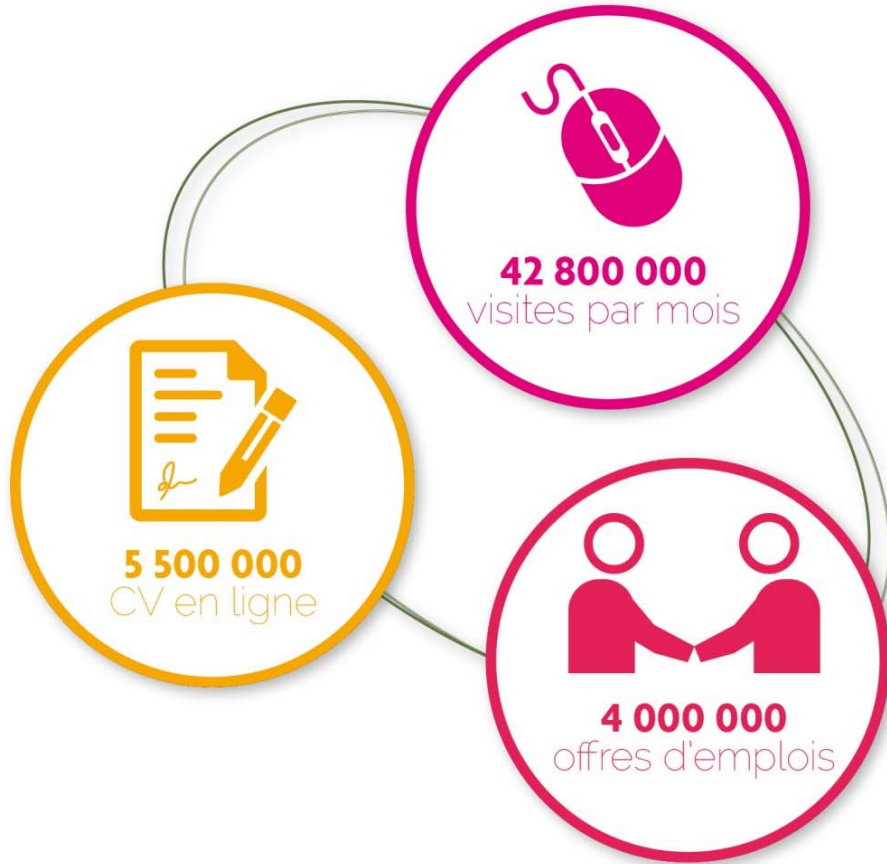 42 800 000
visites par mois
5 500 000
CV en ligne
4 000 000
offres d'emplois